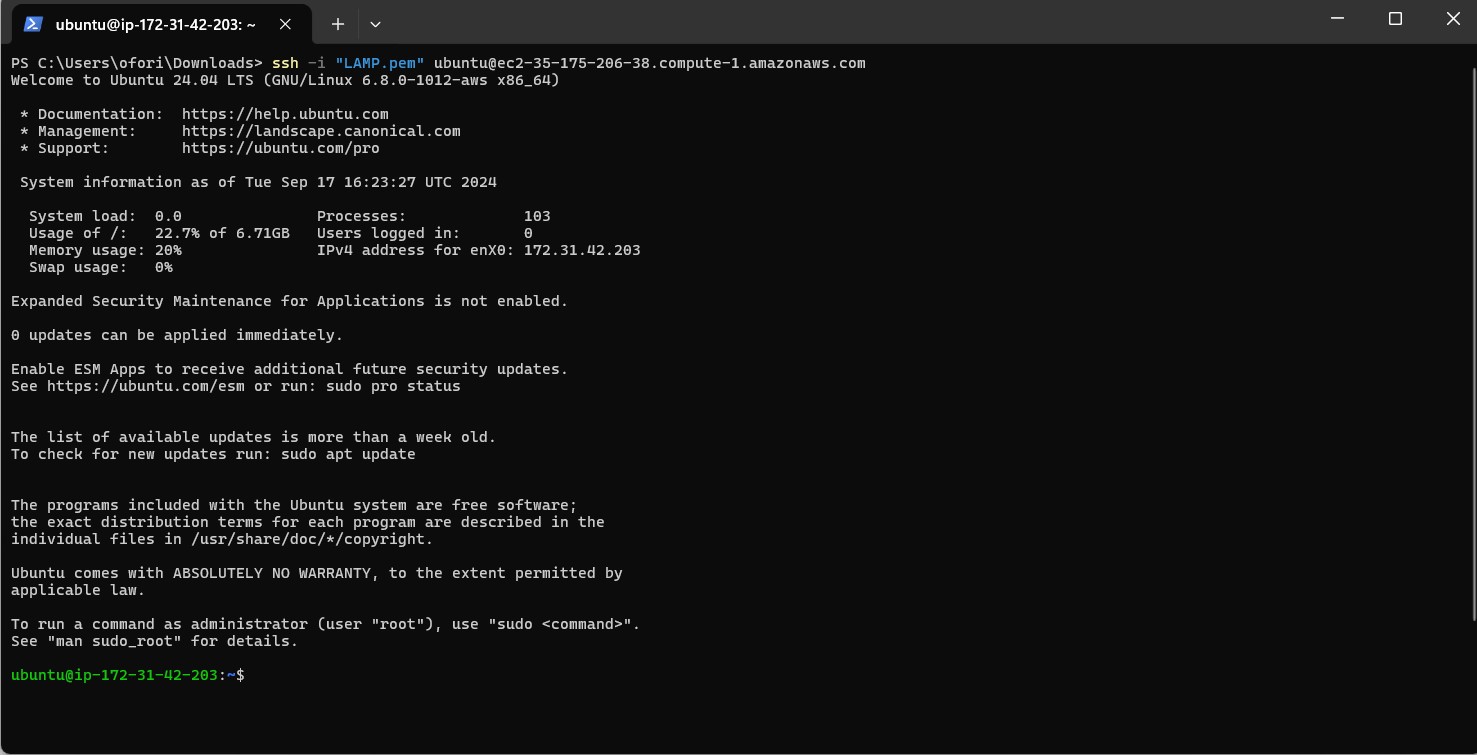 ubuntu@ip-172-31-42-203: ~
PS C:\Users\ofori\Downloads> ssh -i "LAMP.pem" ubuntu@ec2-35-175-206-38.compute-1.amazonaws.com
Welcome to Ubuntu 24.04 LTS (GNU/Linux 6.8.0-1012-aws x86_64)
* Documentation:  https://help.ubuntu.com
* Management:     https://landscape.canonical.com
* Support:        https://ubuntu.com/pro
System information as of Tue Sep 17 16:23:27 UTC 2024
System load:  0.0               Processes:             103
Usage of /:   22.7% of 6.71GB   Users logged in:       0
Memory usage: 20%               IPv4 address for enX0: 172.31.42.203
Swap usage:   0%
Expanded Security Maintenance for Applications is not enabled.
0 updates can be applied immediately.
Enable ESM Apps to receive additional future security updates.
See https://ubuntu.com/esm or run: sudo pro status
The list of available updates is more than a week old.
To check for new updates run: sudo apt update
The programs included with the Ubuntu system are free software;
the exact distribution terms for each program are described in the
individual files in /usr/share/doc/*/copyright.
Ubuntu comes with ABSOLUTELY NO WARRANTY, to the extent permitted by
applicable law.
To run a command as administrator (user "root"), use "sudo <command>".
See "man sudo_root" for details.
ubuntu@ip-172-31-42-203:~$